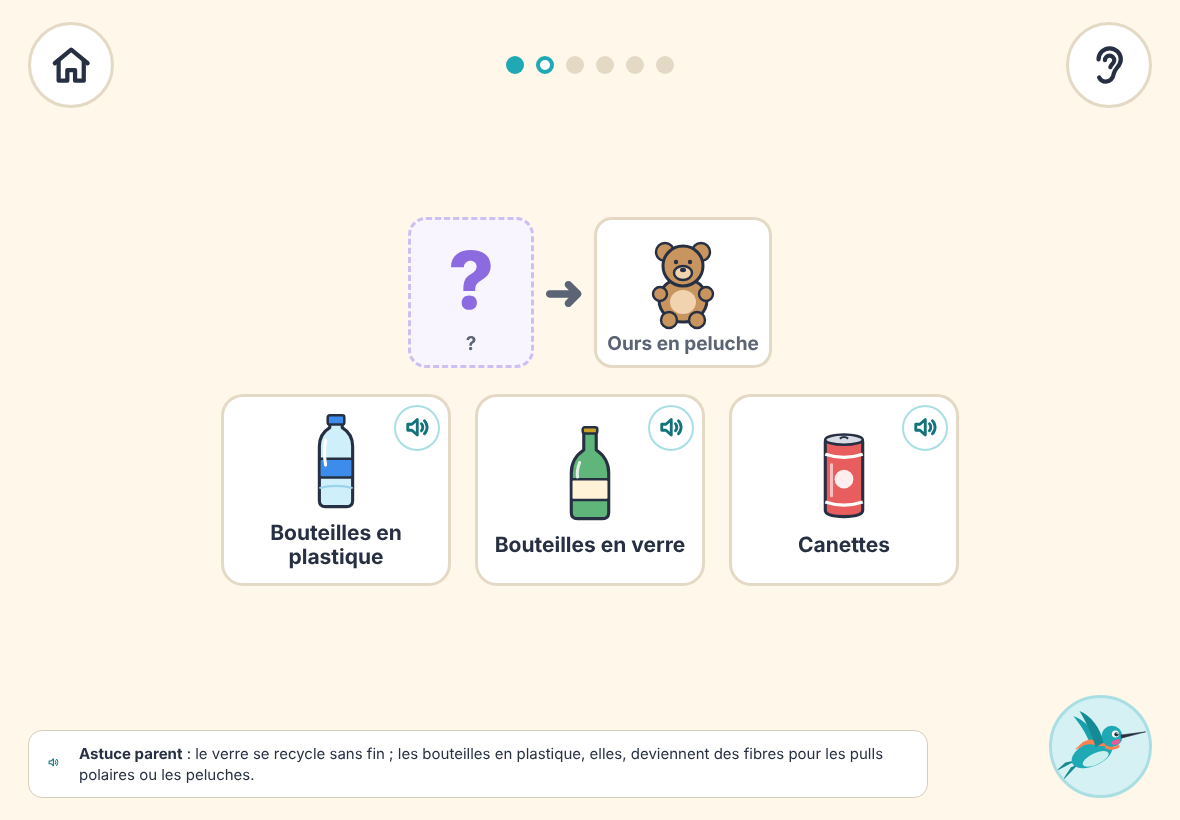 ?
?
Ours en peluche
Bouteilles en
plastique
Bouteilles en verre
Canettes
Astuce parent : le verre se recycle sans fin ; les bouteilles en plastique, elles, deviennent des fibres pour les pulls
polaires ou les peluches.